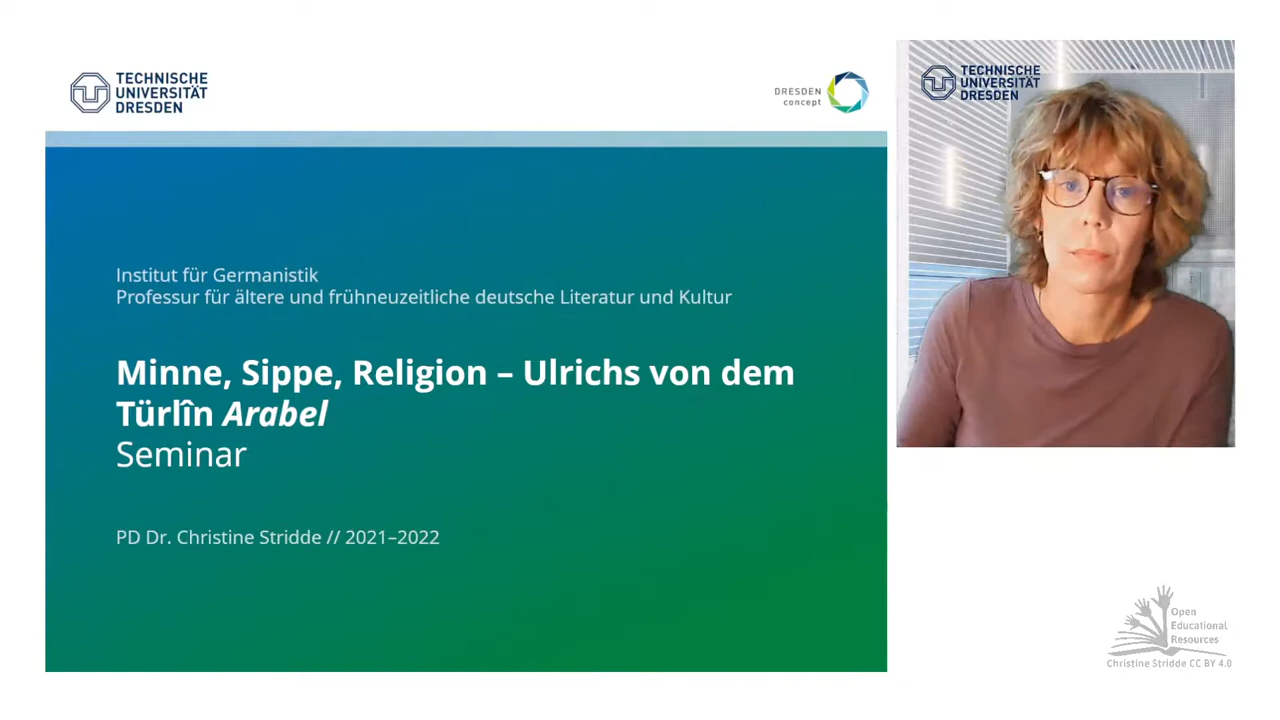 TECHNISCHE
UNIVERSITÄT
DRESDEN
DRESDEN
concept
Institut für Germanistik
Professur für ältere und frühneuzeitliche deutsche Literatur und Kultur
Minne, Sippe, Religion – Ulrichs von dem
Türlîn Arabel
Seminar
PD Dr. Christine Stridde // 2021–2022
TECHNISCHE
UNIVERSITÄT
DRESDEN
Open
Educational
Resources
Christine Stridde CC BY 4.0